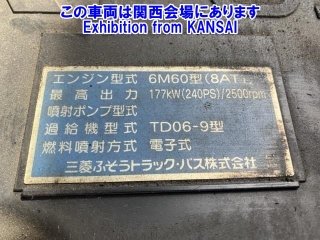 この車両は関西会場にあります
Exhibition from KANSAI
エンジン型式 6M60型(8AT1)
最高出力 177kW(240PS)/2500rpm
噴射ポンプ型式
過給機型式 TD06-9型
燃料噴射方式 電子式
三菱ふそうトラック・バス株式会社